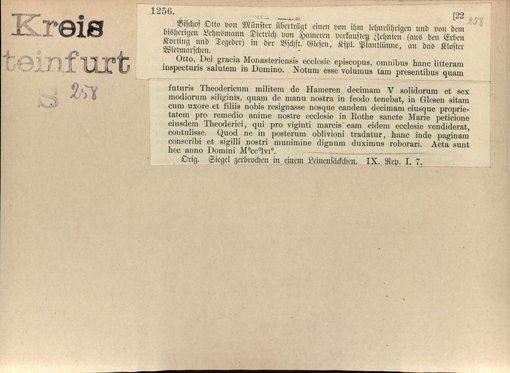 Kreis
teinfurt
S 258
1256. [22
258
Bischof Otto von Münster überträgt einen von ihm lehnrührigen und von dem
bisherigen Lehnsmann Dietrich von Hameren verkauften Zehnten (aus den Erben
Korting und Tegeder) in der Bschft. Glesen, Kspl. Plantlünne, an das Kloster
Wietmarschen.
Otto, Dei gracia Monasteriensis ecclesie episcopus, omnibus hanc litteram
inspecturis salutem in Domino. Notum esse volumus tam presentibus quam
futuris Theodericum militem de Hameren decimam V solidorum et sex
modiorum siliginis, quam de manu nostra in feodo tenebat, in Glesen sitam
cum uxore et filiis nobis resignasse nosque eandem decimam eiusque proprie-
tatem pro remedio anime nostre ecclesie in Rothe sancte Marie peticione
eiusdem Theoderici, qui pro viginti marcis eam eidem ecclesie vendiderat,
contulisse. Quod ne in posterum oblivioni tradatur, hanc inde paginam
conscribi et sigilli nostri munimine dignum duximus roborari. Acta sunt
hec anno Domini M°cc°lvi°.
Orig. Siegel zerbrochen in einem Leinensäckchen. IX. Rep. I. 7.